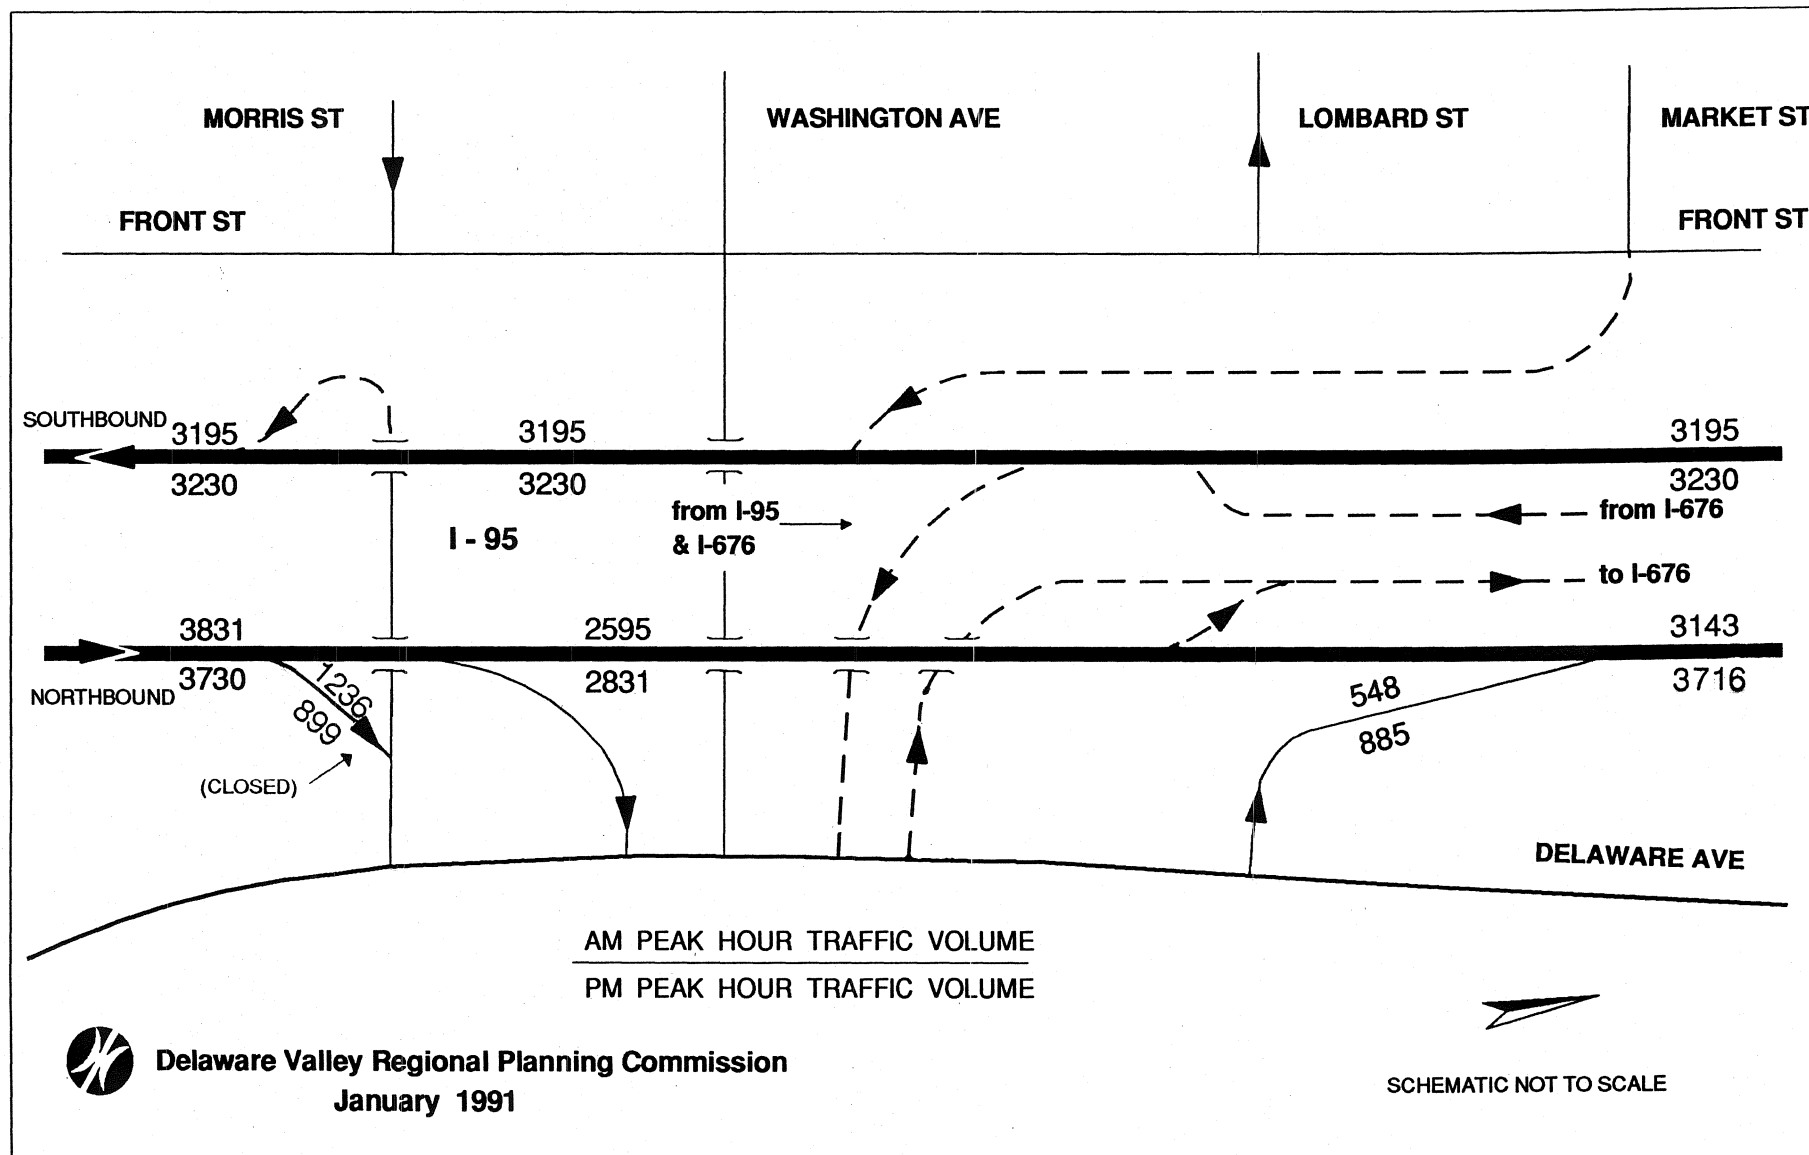 MORRIS ST
WASHINGTON AVE
LOMBARD ST
MARKET ST
FRONT ST
FRONT ST
SOUTHBOUND
3195
3195
3195
3230
3230
3230
from I-95
& I-676
from I-676
I - 95
to I-676
3831
2595
3143
NORTHBOUND
3730
1236
2831
548
3716
899
885
(CLOSED)
DELAWARE AVE
AM PEAK HOUR TRAFFIC VOLUME
PM PEAK HOUR TRAFFIC VOLUME
Delaware Valley Regional Planning Commission
January 1991
SCHEMATIC NOT TO SCALE